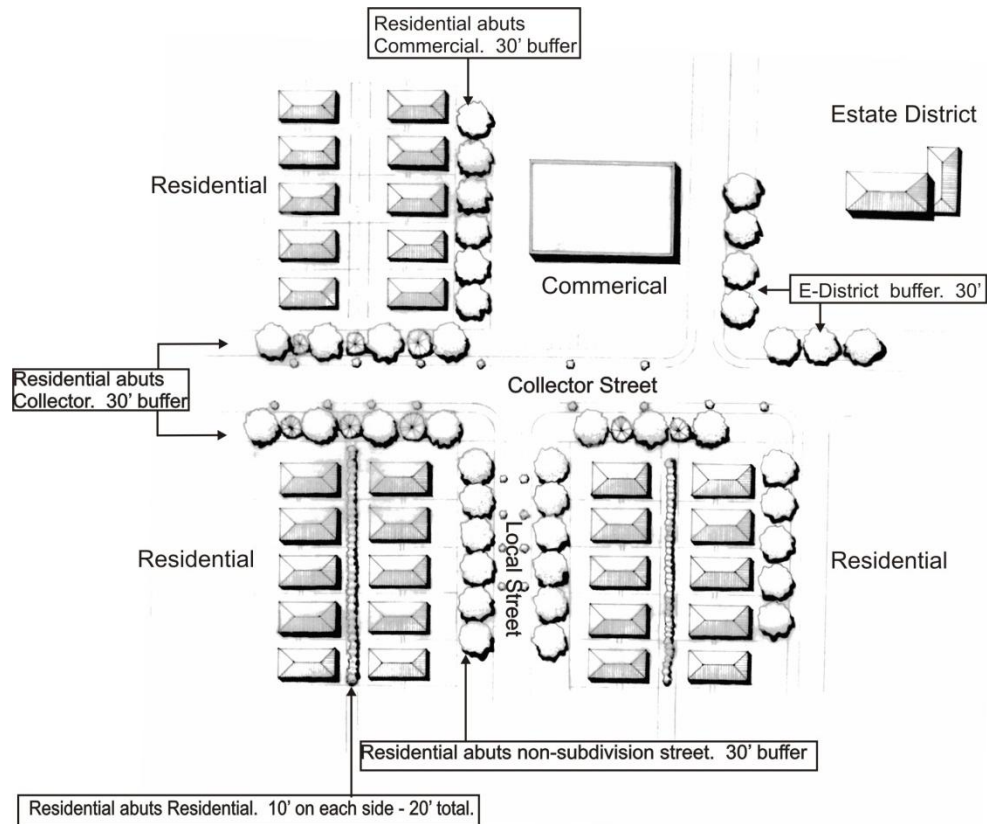 Residential abuts
Commercial. 30' buffer
Estate District
Residential
Commerical
E-District buffer. 30'
Residential abuts
Collector. 30' buffer
Collector Street
Residential
Local Street
Residential
Residential abuts non-subdivision street. 30' buffer
Residential abuts Residential. 10' on each side - 20' total.